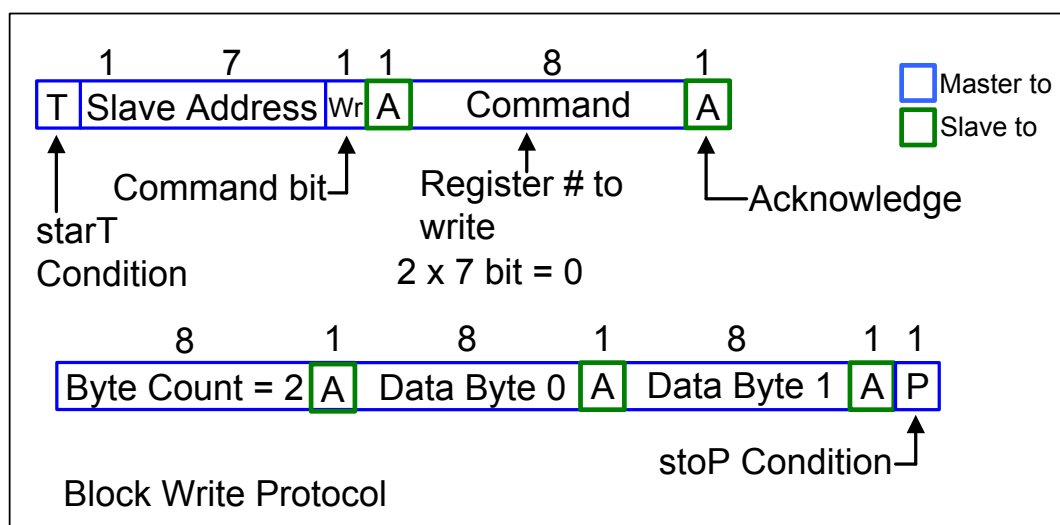 1 7 1 1 8 1
T Slave Address Wr A Command A
Master to
Slave to
Command bit
Register # to
write
2 x 7 bit = 0
Acknowledge
starT
Condition
8 1 8 1 8 1 1
Byte Count = 2 A Data Byte 0 A Data Byte 1 A P
stoP Condition
Block Write Protocol